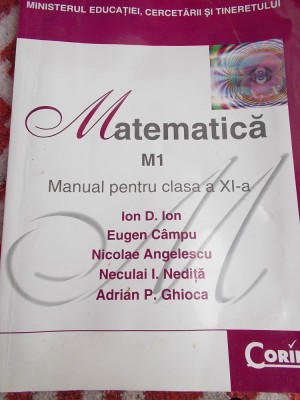 MINISTERUL EDUCAȚIEI, CERCETĂRII ȘI TINERETULUI
Matematică
M1
Manual pentru clasa a XI-a
Ion D. Ion
Eugen Câmpu
Nicolae Angelescu
Neculai I. Nediță
Adrian P. Ghioca
CORIN